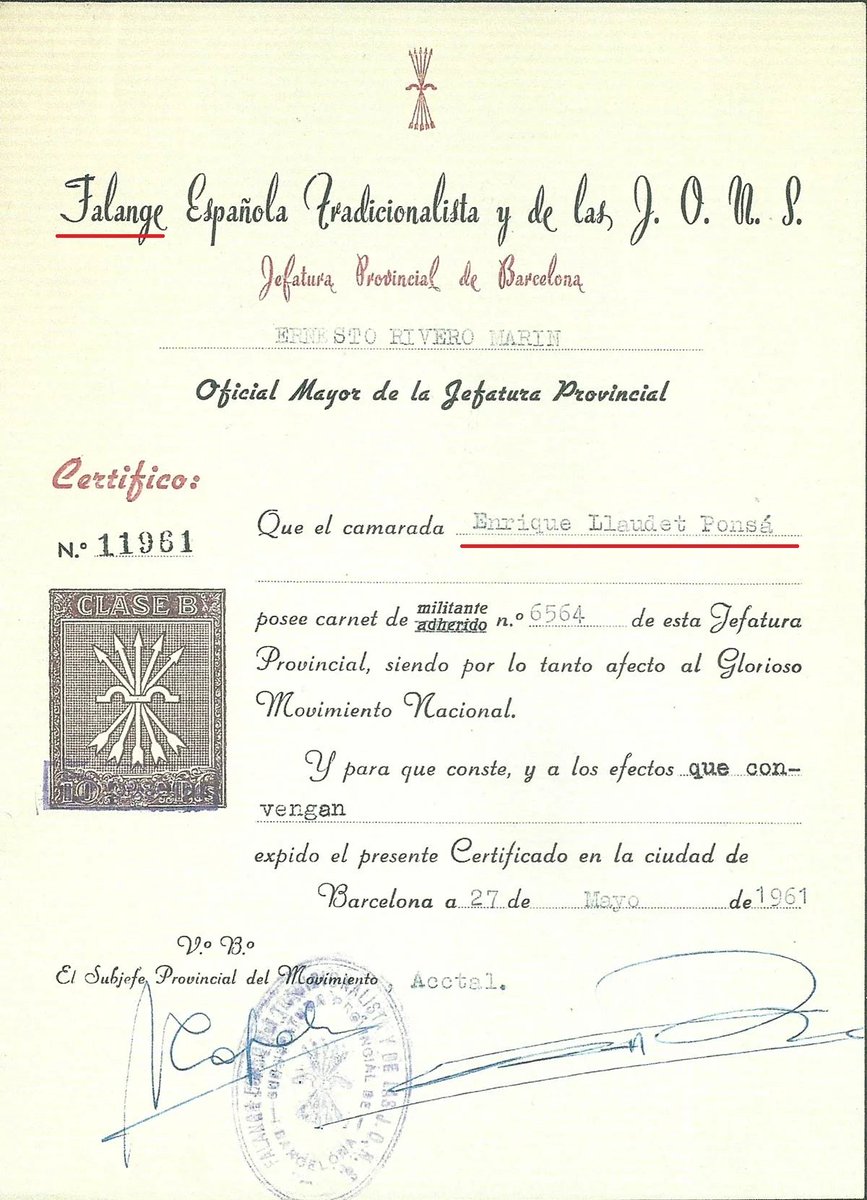 Falange Española Tradicionalista y de las J. O. N. S.
Jefatura Provincial de Barcelona
ERNESTO RIVERO MARIN
Oficial Mayor de la Jefatura Provincial
Certifico:
N.º 11961
Que el camarada Enrique Llaudet Ponsá
CLASE B
posee carnet de militante adherido n.º 6564 de esta Jefatura
Provincial, siendo por lo tanto afecto al Glorioso
Movimiento Nacional.
Y para que conste, y a los efectos que con-
vengan
expido el presente Certificado en la ciudad de
Barcelona a 27 de Mayo de 1961
V.º B.º
El Subjefe Provincial del Movimiento, Acctal.